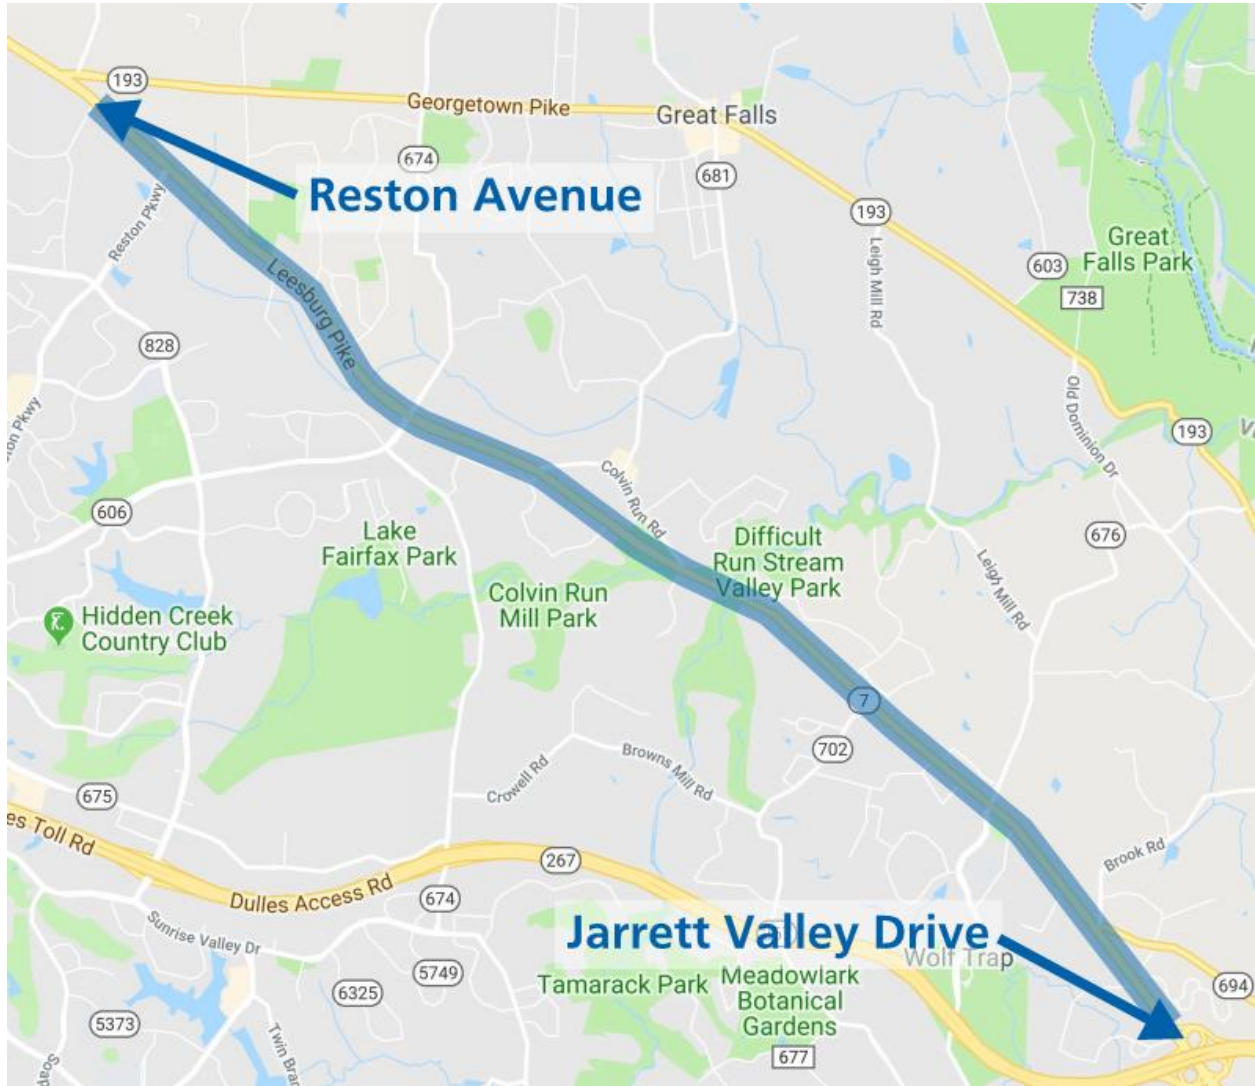 193
Georgetown Pike
Great Falls
674
681
Reston Avenue
193
Reston Pkwy
Leigh Mill Rd
Great
Falls Park
603
738
Leesburg Pike
828
Old Dominion Dr
193
Colvin Run Rd
606
Lake
Fairfax Park
Difficult
Run Stream
Valley Park
676
Colvin Run
Mill Park
Leigh Mill Rd
Hidden Creek
Country Club
7
702
Browns Mill Rd
Crowell Rd
675
es Toll Rd
267
Brook Rd
Dulles Access Rd
674
Sunrise Valley Dr
Jarrett Valley Drive
Wolf Trap
5749
6325
Tamarack Park
Meadowlark
Botanical
Gardens
694
5373
677
Twin Bran
Soap